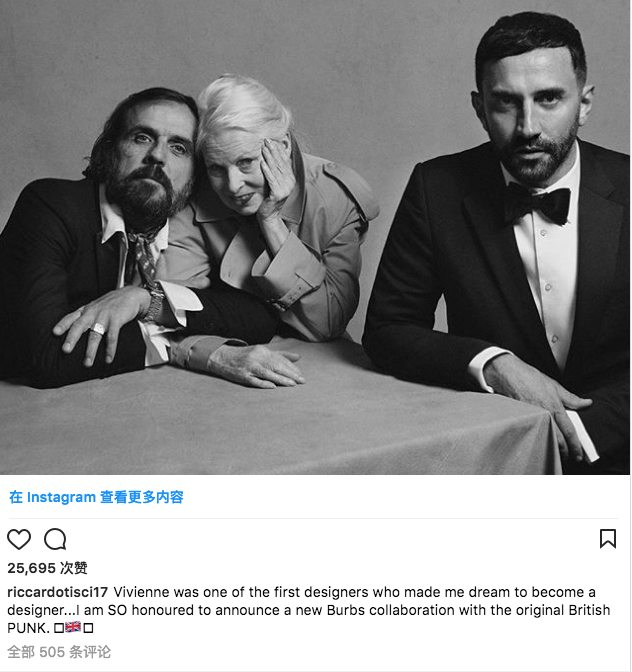 在 Instagram 查看更多内容
25,695 次赞
riccardotisci17 Vivienne was one of the first designers who made me dream to become a
designer...I am SO honoured to announce a new Burbs collaboration with the original British
PUNK. □🇬🇧□
全部 505 条评论